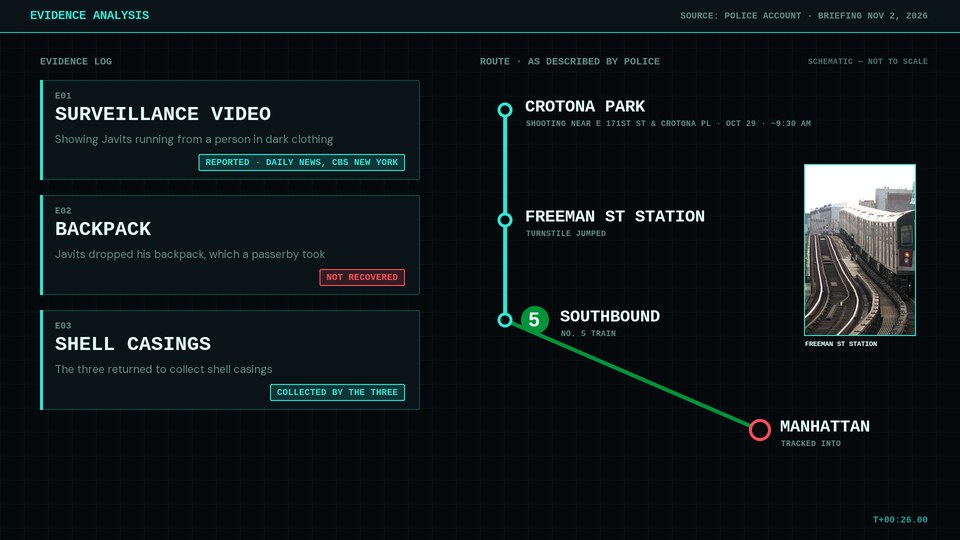 EVIDENCE ANALYSIS
SOURCE: POLICE ACCOUNT · BRIEFING NOV 2, 2026
EVIDENCE LOG
E01
SURVEILLANCE VIDEO
Showing Javits running from a person in dark clothing
REPORTED · DAILY NEWS, CBS NEW YORK
E02
BACKPACK
Javits dropped his backpack, which a passerby took
NOT RECOVERED
E03
SHELL CASINGS
The three returned to collect shell casings
COLLECTED BY THE THREE
ROUTE · AS DESCRIBED BY POLICE
SCHEMATIC — NOT TO SCALE
CROTONA PARK
SHOOTING NEAR E 171ST ST & CROTONA PL · OCT 29 · ~9:30 AM
FREEMAN ST STATION
TURNSTILE JUMPED
5
SOUTHBOUND
NO. 5 TRAIN
FREEMAN ST STATION
MANHATTAN
TRACKED INTO
T+00:26.00